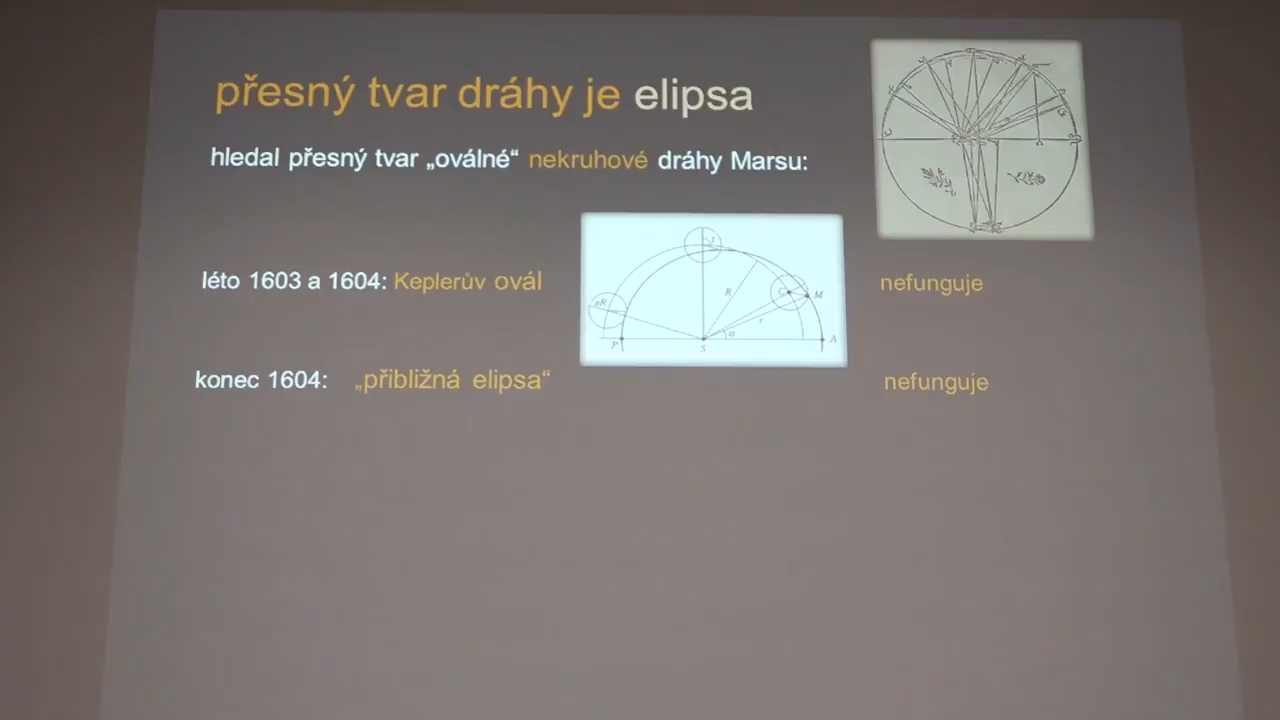 přesný tvar dráhy je elipsa
hledal přesný tvar „oválné“ nekruhové dráhy Marsu:
léto 1603 a 1604: Keplerův ovál
nefunguje
eR
R
C
M
r
α
P
S
A
konec 1604: „přibližná elipsa“
nefunguje